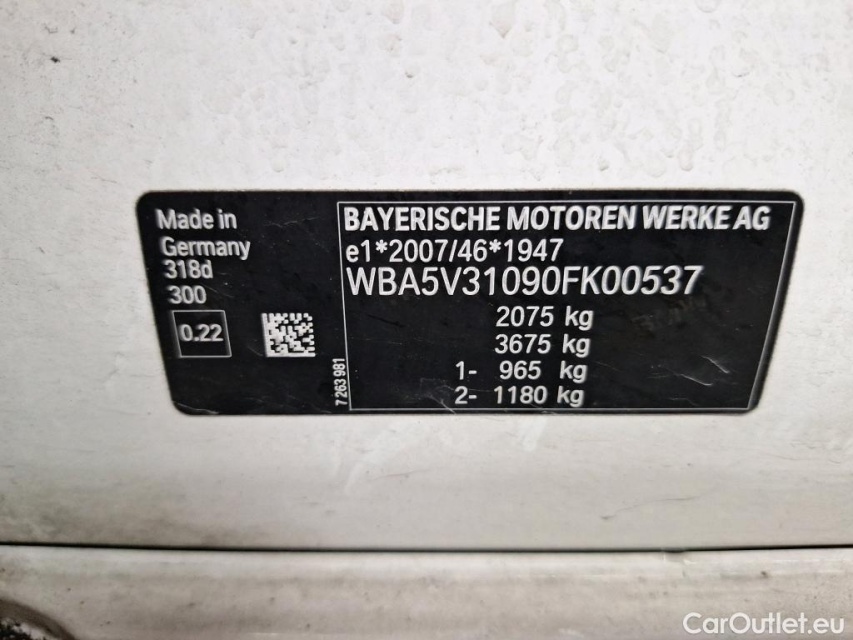 Made in
Germany
318d
300
0.22
7 263 981
BAYERISCHE MOTOREN WERKE AG
e1*2007/46*1947
WBA5V31090FK00537
2075 kg
3675 kg
1- 965 kg
2- 1180 kg
CarOutlet.eu